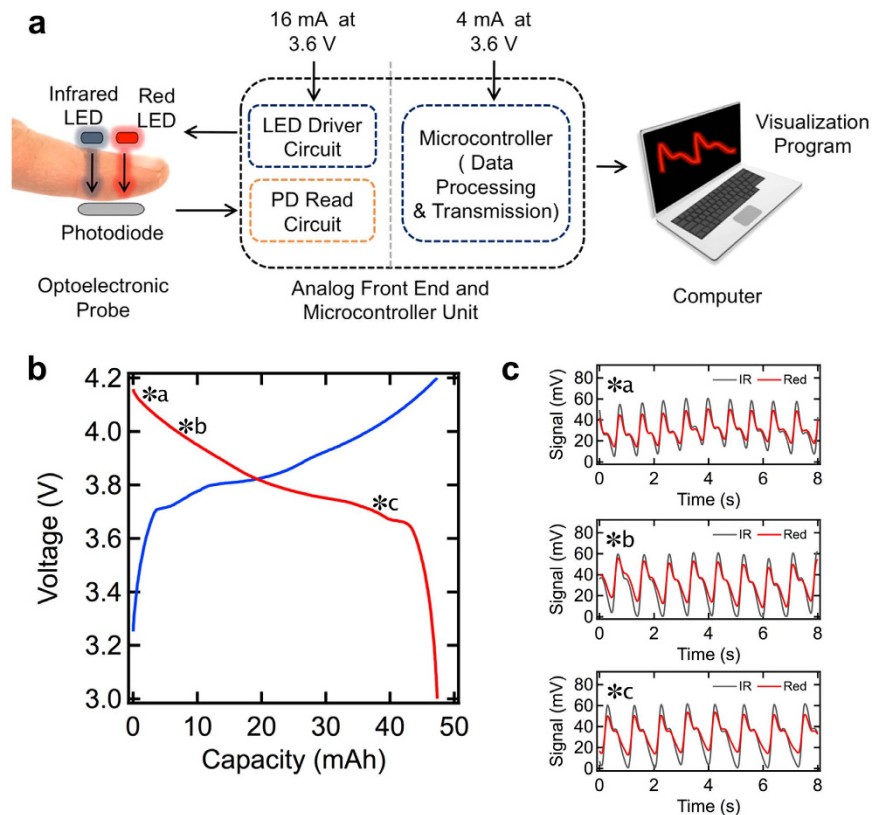 a
16 mA at
3.6 V
4 mA at
3.6 V
Infrared
LED
Red
LED
LED Driver
Circuit
PD Read
Circuit
Microcontroller
( Data
Processing
& Transmission)
Visualization
Program
Photodiode
Optoelectronic
Probe
Analog Front End and
Microcontroller Unit
Computer
b
4.2
4.0
3.8
3.6
3.4
3.2
3.0
Voltage (V)
*a
*b
*c
0
10
20
30
40
50
Capacity (mAh)
c
*a
IR
Red
80
60
40
20
0
Signal (mV)
0
2
4
6
8
Time (s)
*b
IR
Red
80
60
40
20
0
Signal (mV)
0
2
4
6
8
Time (s)
*c
IR
Red
80
60
40
20
0
Signal (mV)
0
2
4
6
8
Time (s)